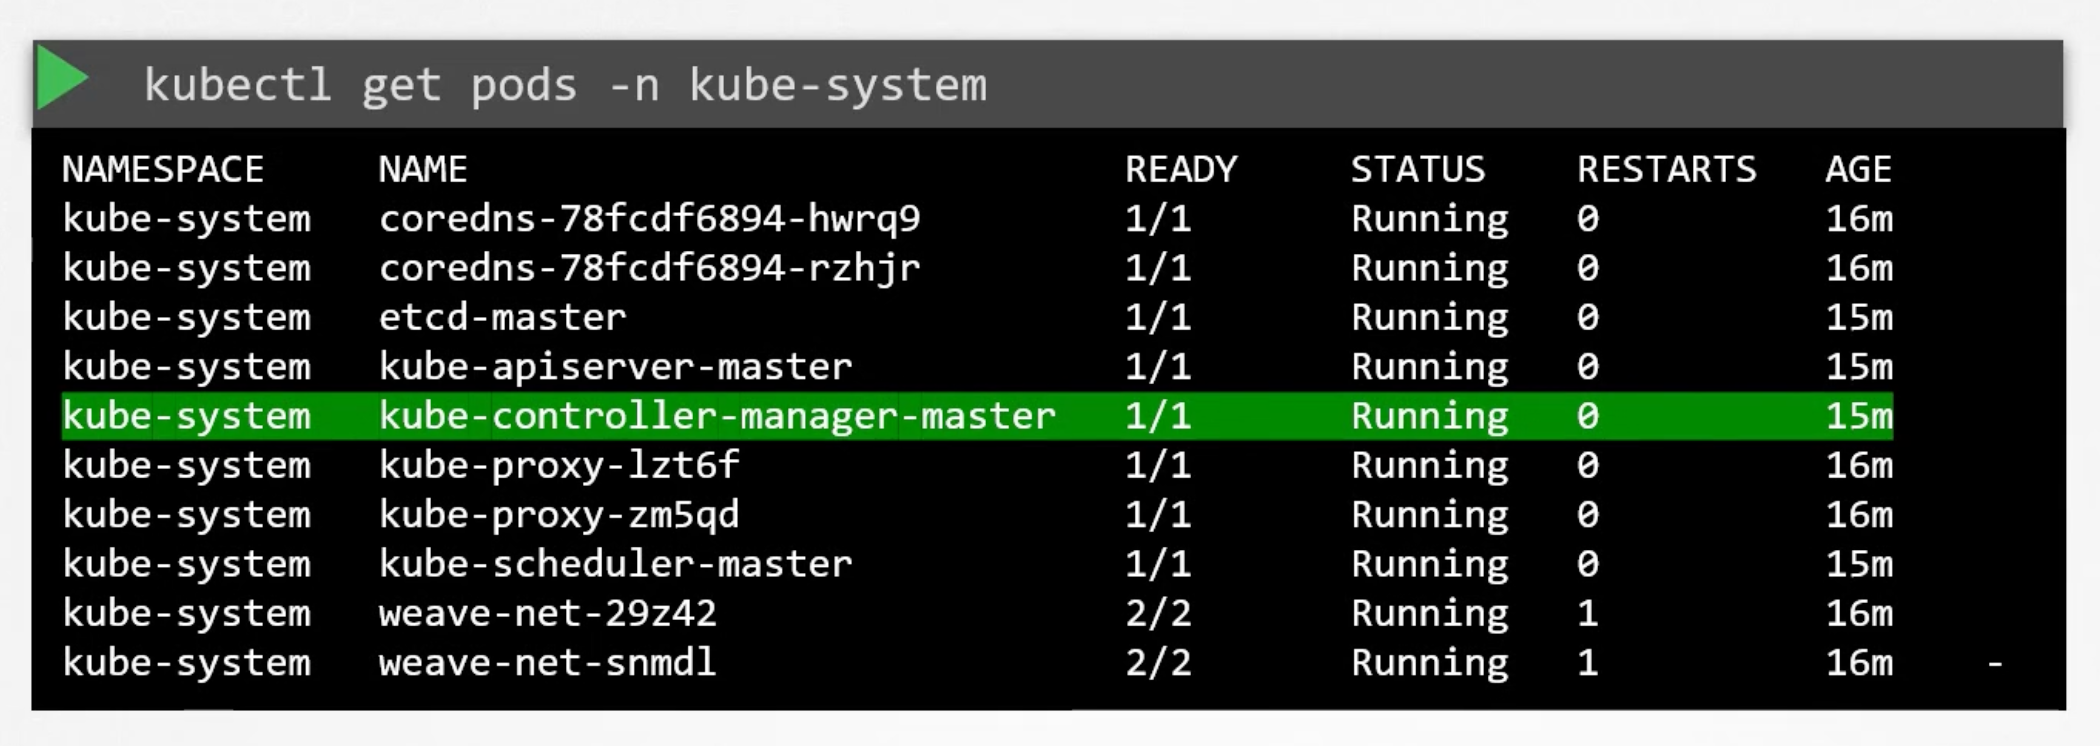 kubectl get pods -n kube-system
NAMESPACE NAME READY STATUS RESTARTS AGE
kube-system coredns-78fcdf6894-hwrq9 1/1 Running 0 16m
kube-system coredns-78fcdf6894-rzhjr 1/1 Running 0 16m
kube-system etcd-master 1/1 Running 0 15m
kube-system kube-apiserver-master 1/1 Running 0 15m
kube-system kube-controller-manager-master 1/1 Running 0 15m
kube-system kube-proxy-lzt6f 1/1 Running 0 16m
kube-system kube-proxy-zm5qd 1/1 Running 0 16m
kube-system kube-scheduler-master 1/1 Running 0 15m
kube-system weave-net-29z42 2/2 Running 1 16m
kube-system weave-net-snmdl 2/2 Running 1 16m -